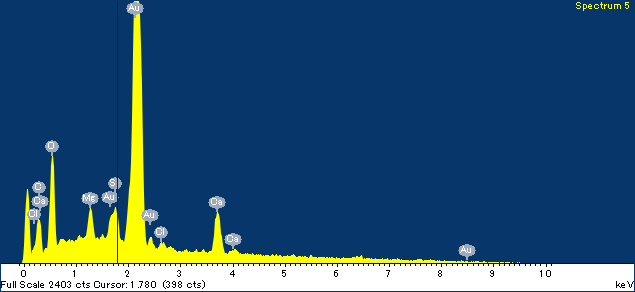 Au
Spectrum 5
O
C
Ca
Cl
Mg
Au
Si
Au
Cl
Ca
Ca
Au
0 1 2 3 4 5 6 7 8 9 10
Full Scale 2403 cts Cursor: 1.780 (398 cts)
keV